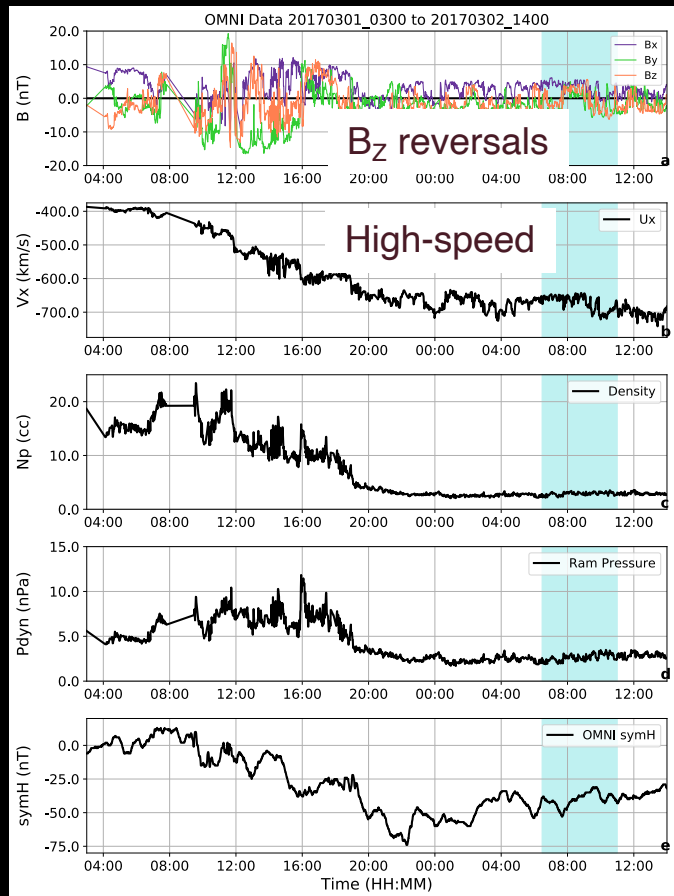 OMNI Data 20170301_0300 to 20170302_1400
B (nT)
20.0
10.0
0.0
-10.0
-20.0
Bx
By
Bz
BZ reversals
a
04:00 08:00 12:00 16:00 20:00 00:00 04:00 08:00 12:00
Vx (km/s)
-400.0
-500.0
-600.0
-700.0
High-speed
Ux
b
04:00 08:00 12:00 16:00 20:00 00:00 04:00 08:00 12:00
Np (cc)
20.0
10.0
0.0
Density
c
04:00 08:00 12:00 16:00 20:00 00:00 04:00 08:00 12:00
Pdyn (nPa)
15.0
10.0
5.0
0.0
Ram Pressure
d
04:00 08:00 12:00 16:00 20:00 00:00 04:00 08:00 12:00
symH (nT)
0.0
-25.0
-50.0
-75.0
OMNI symH
e
04:00 08:00 12:00 16:00 20:00 00:00 04:00 08:00 12:00
Time (HH:MM)